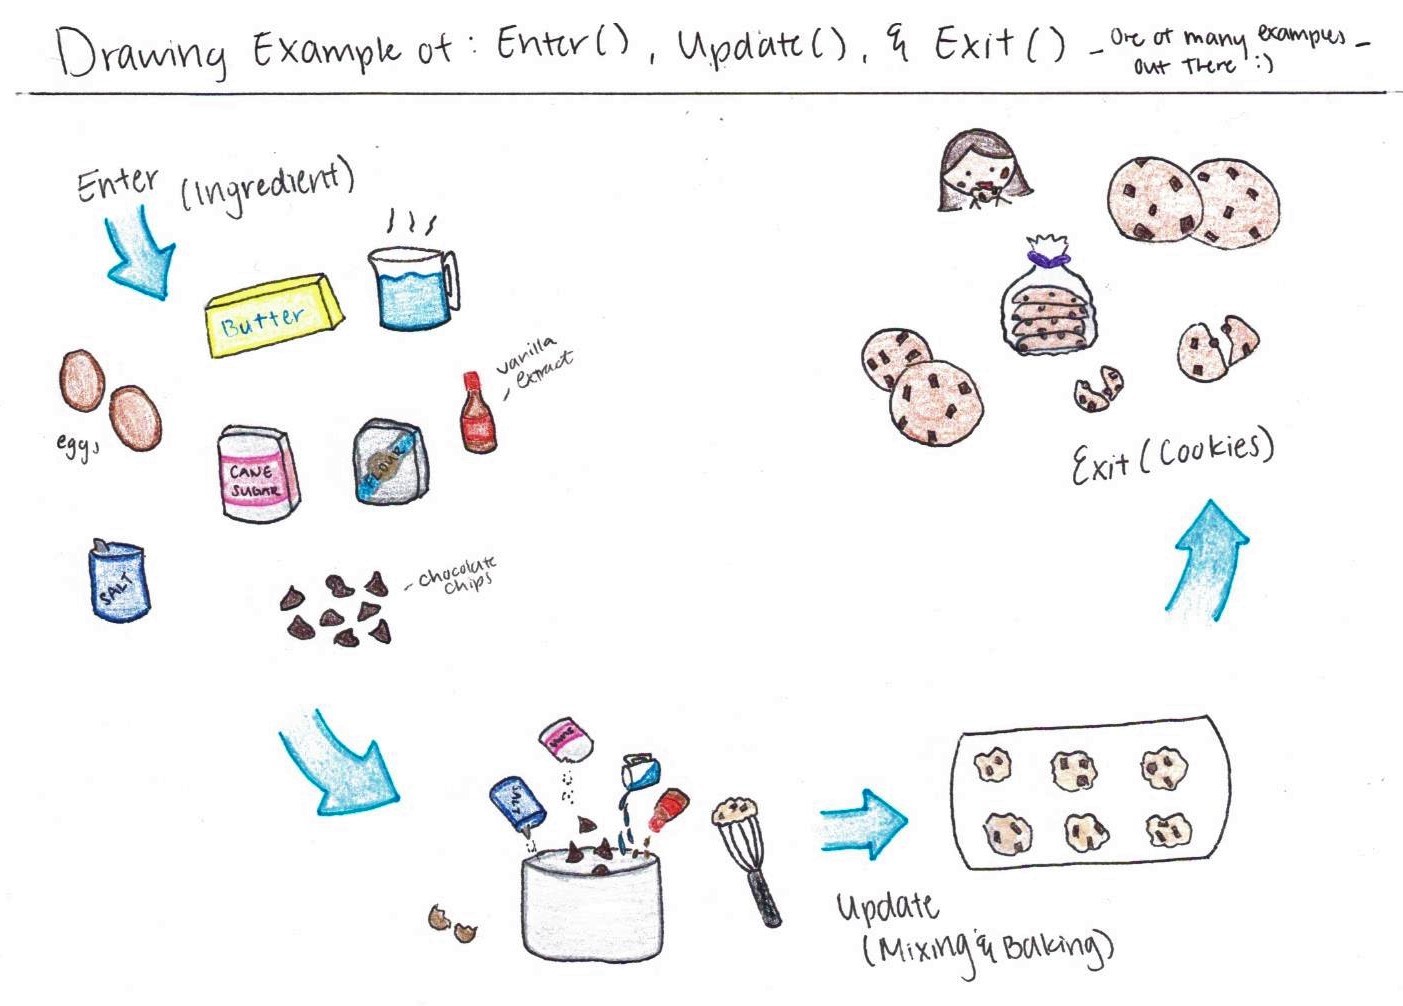 Drawing Example of: Enter(), Update(), & Exit() - One of many examples -
out There :)
Enter (Ingredient)
Butter
vanilla
extract
eggs
CANE
SUGAR
FLOUR
SALT
chocolate
chips
Exit (Cookies)
SALT
Update
(Mixing & Baking)